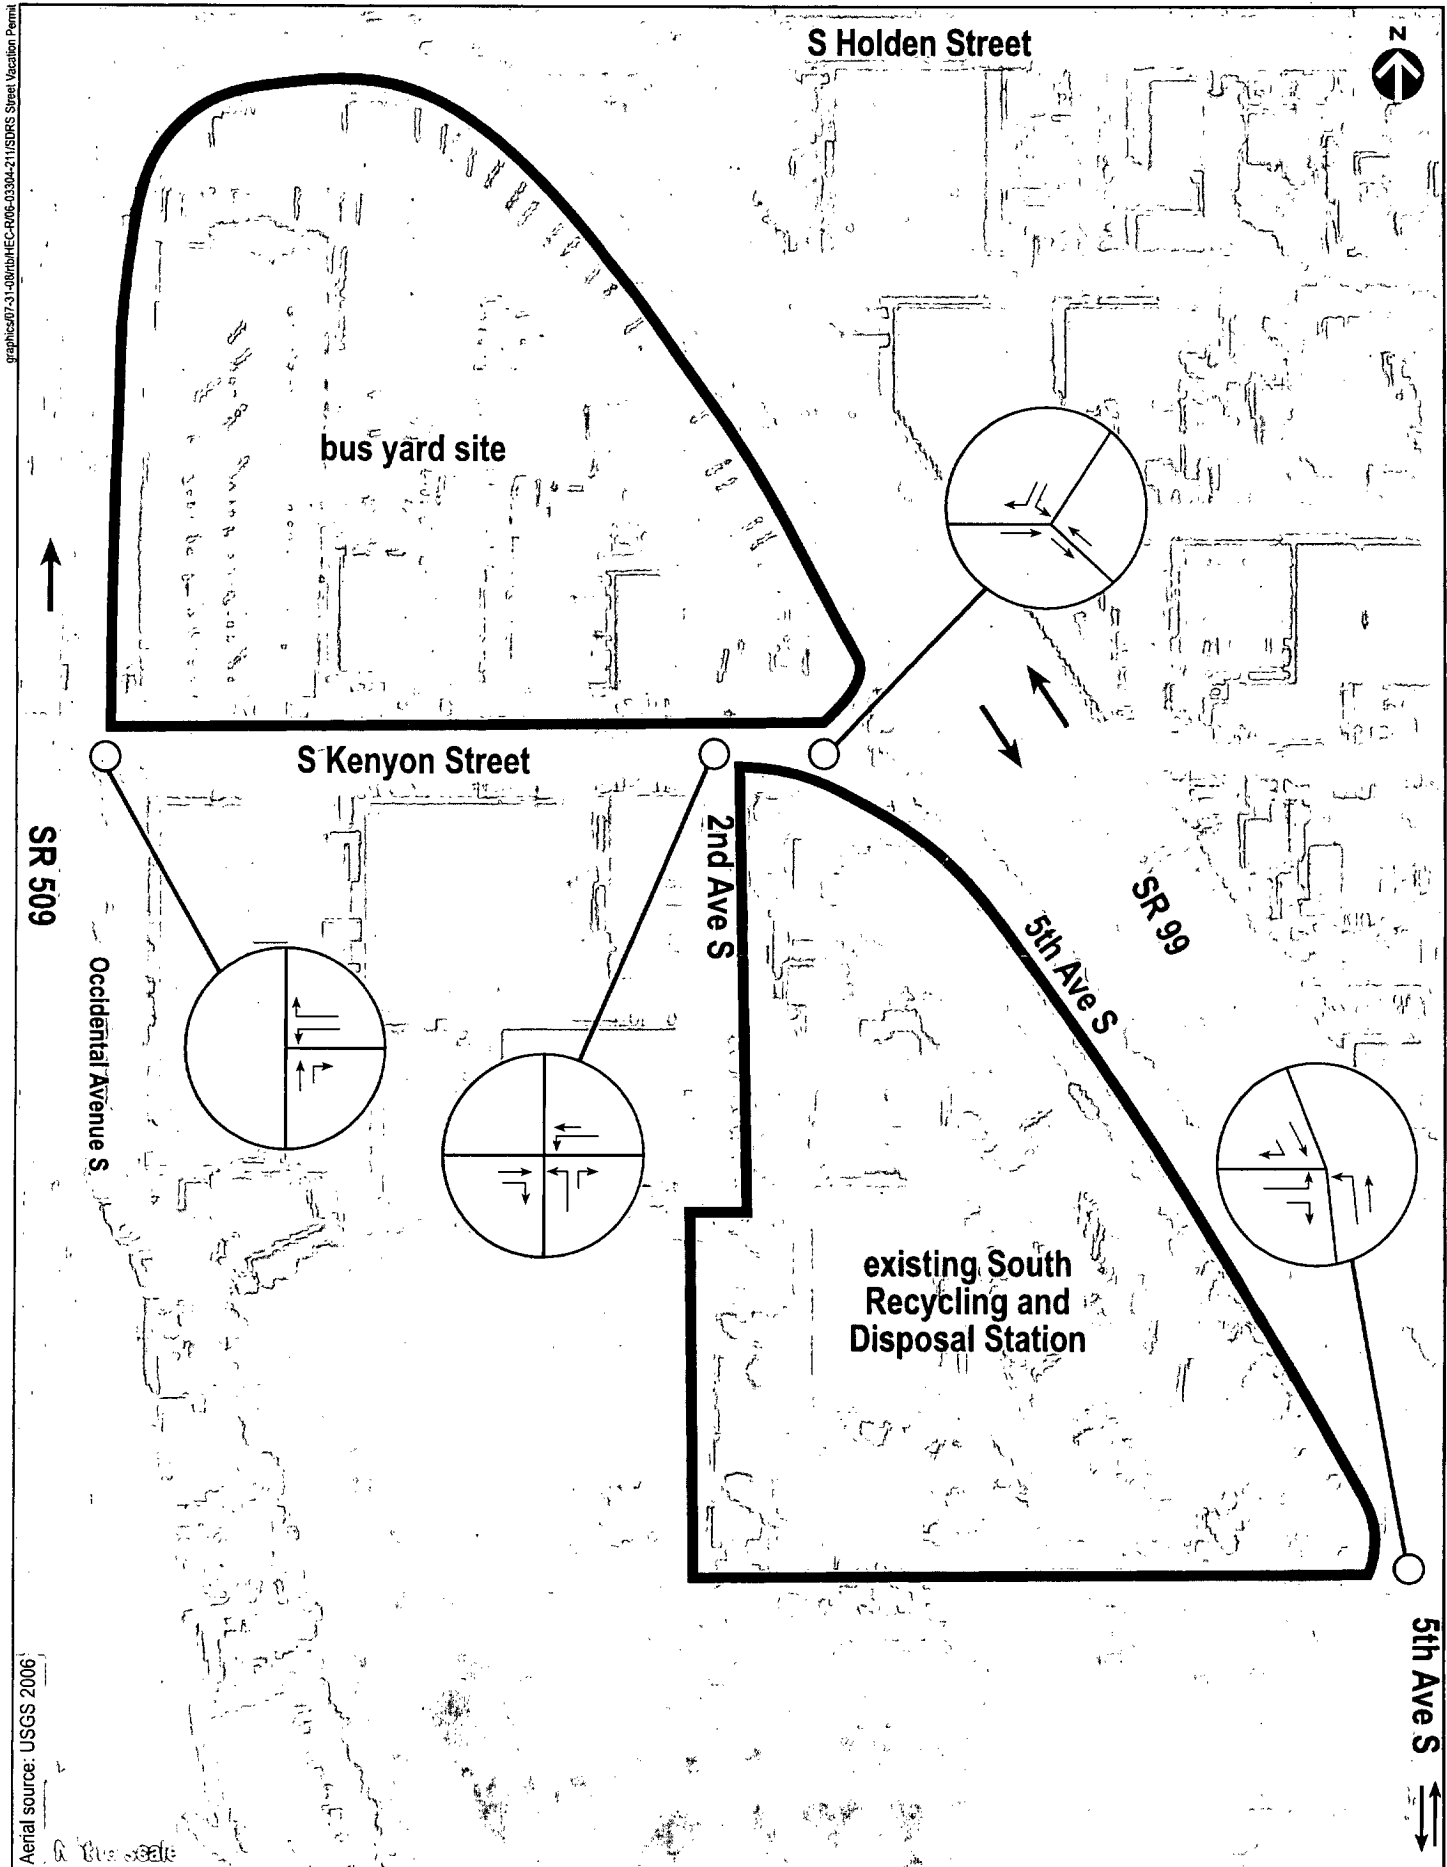 graphics/07-31-08/rtb/HEC-R/06-03304-211/SDRS Street Vacation Permit
S Holden Street
N
bus yard site
S Kenyon Street
SR 509
2nd Ave S
SR 99
5th Ave S
Occidental Avenue S
existing South
Recycling and
Disposal Station
5th Ave S
Aerial source: USGS 2006
scale